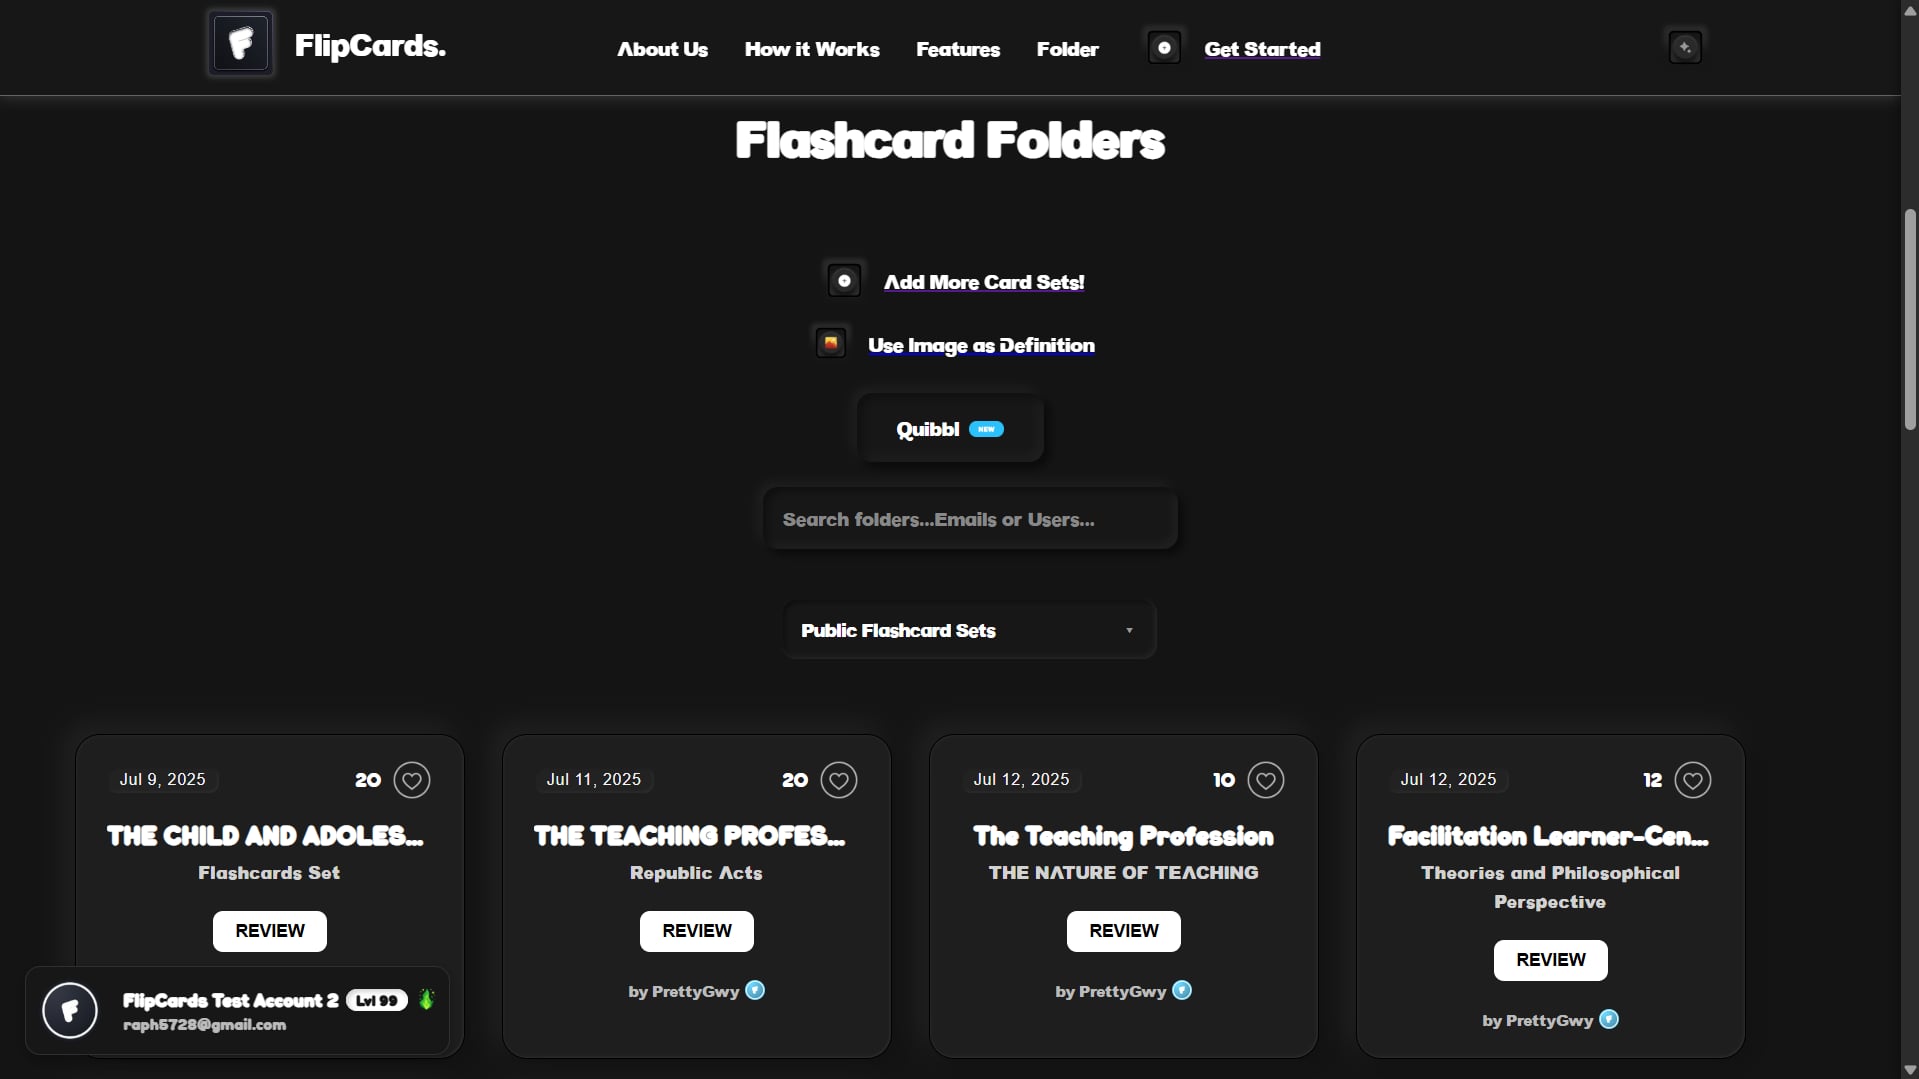 FlipCards.
About Us
How it Works
Features
Folder
Get Started
Flashcard Folders
Add More Card Sets!
Use Image as Definition
Quibbl NEW
Search folders...Emails or Users...
Public Flashcard Sets
Jul 9, 2025
20
THE CHILD AND ADOLES...
Flashcards Set
REVIEW
Jul 11, 2025
20
THE TEACHING PROFES...
Republic Acts
REVIEW
by PrettyGwy
Jul 12, 2025
10
The Teaching Profession
THE NATURE OF TEACHING
REVIEW
by PrettyGwy
Jul 12, 2025
12
Facilitation Learner-Cen...
Theories and Philosophical
Perspective
REVIEW
by PrettyGwy
FlipCards Test Account 2 Lvl 99
raph5728@gmail.com